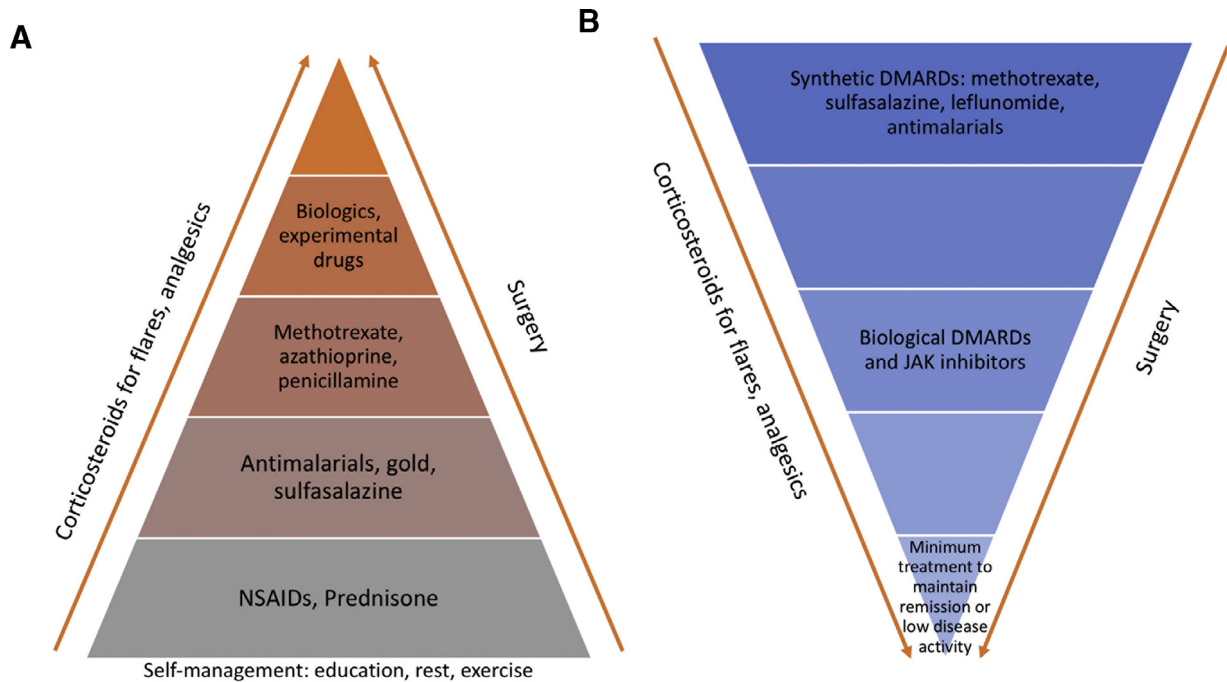 A
Corticosteroids for flares, analgesics
Surgery
Biologics,
experimental
drugs
Methotrexate,
azathioprine,
penicillamine
Antimalarials, gold,
sulfasalazine
NSAIDs, Prednisone
Self-management: education, rest, exercise
B
Corticosteroids for flares, analgesics
Surgery
Synthetic DMARDs: methotrexate,
sulfasalazine, leflunomide,
antimalarials
Biological DMARDs
and JAK inhibitors
Minimum
treatment to
maintain
remission or
low disease
activity